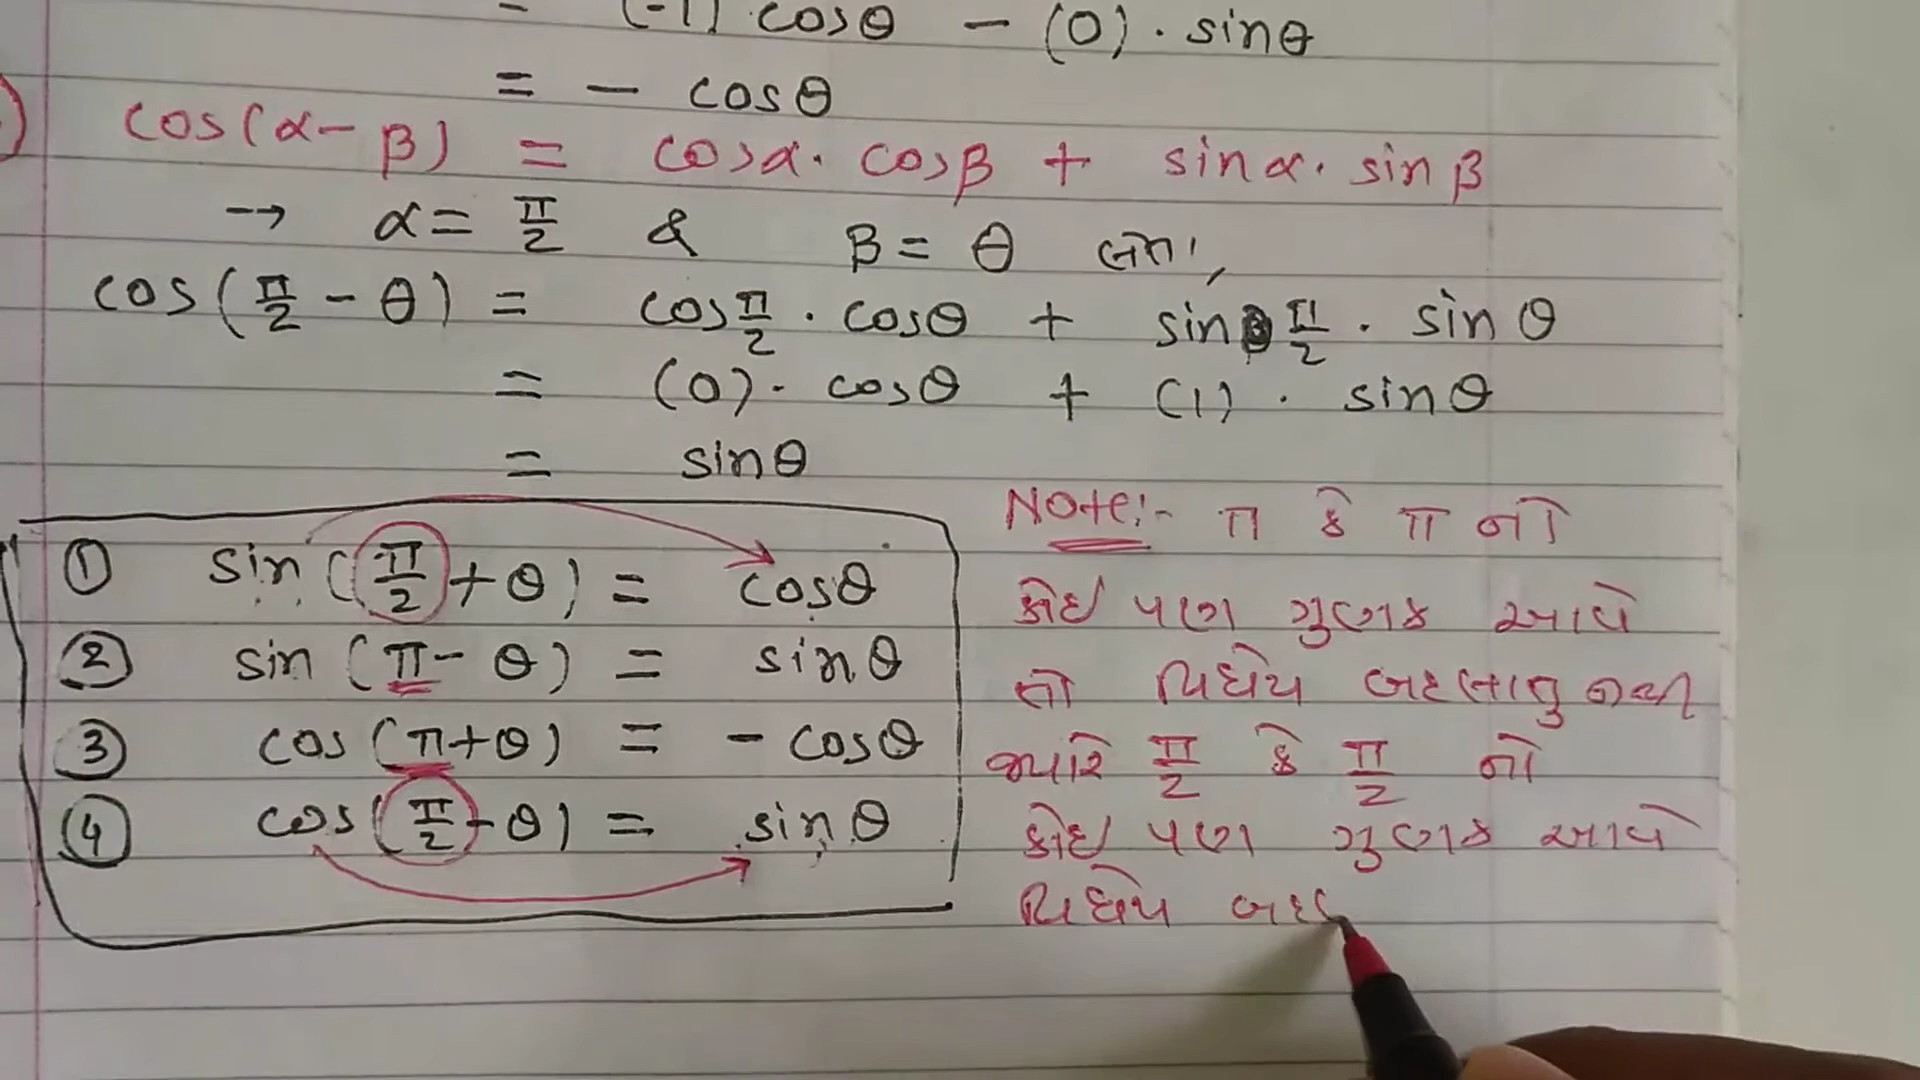 = (-1) cosθ - (0) · sinθ
= - cosθ
cos(α-β) = cosα · cosβ + sinα · sinβ
→ α = π/2 & β = θ લેતા,
cos(π/2 - θ) = cos π/2 · cosθ + sin π/2 · sinθ
= (0) · cosθ + (1) · sinθ
= sinθ
① sin(π/2 + θ) = cosθ
② sin(π - θ) = sinθ
③ cos(π + θ) = - cosθ
④ cos(π/2 - θ) = sinθ
Note:- π કે π નો
કોઈ પણ ગુણક આવે
તો વિધેય બદલાતુ નથી
જ્યારે π/2 કે π/2 નો
કોઈ પણ ગુણક આવે
વિધેય